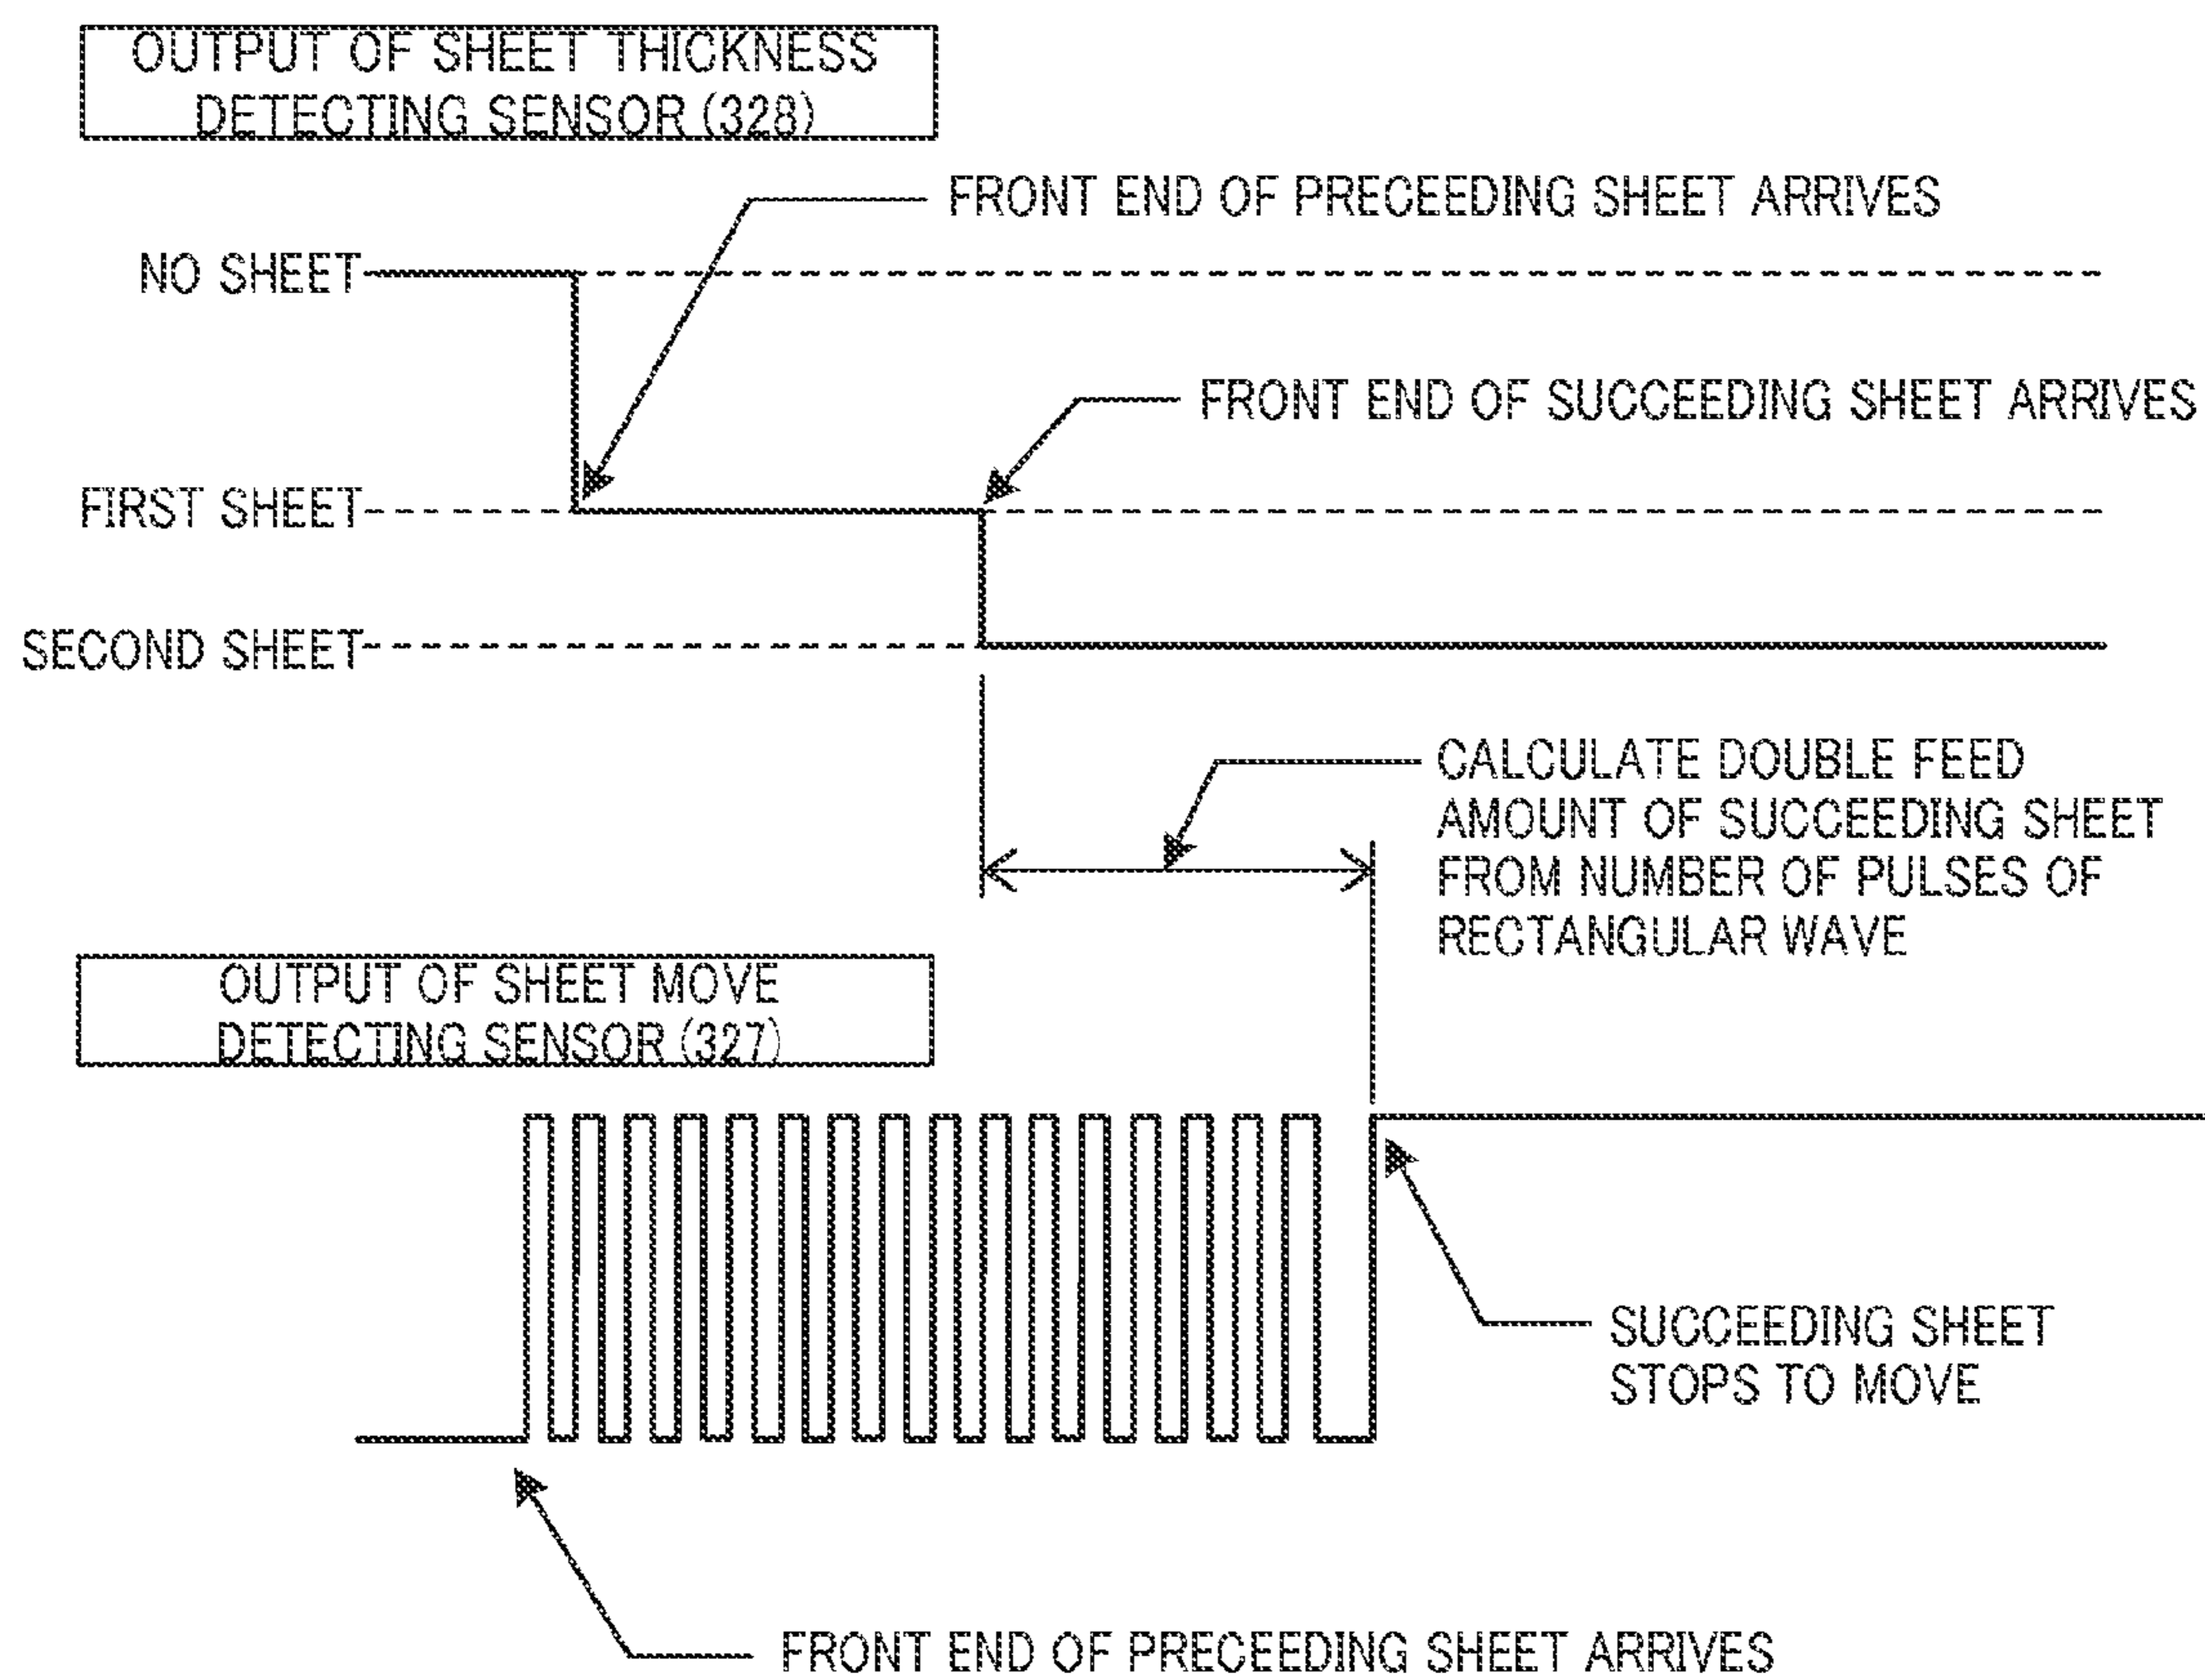 OUTPUT OF SHEET THICKNESS
DETECTING SENSOR (328)
FRONT END OF PRECEEDING SHEET ARRIVES
NO SHEET
FRONT END OF SUCCEEDING SHEET ARRIVES
FIRST SHEET
SECOND SHEET
CALCULATE DOUBLE FEED
AMOUNT OF SUCCEEDING SHEET
FROM NUMBER OF PULSES OF
RECTANGULAR WAVE
OUTPUT OF SHEET MOVE
DETECTING SENSOR (327)
SUCCEEDING SHEET
STOPS TO MOVE
FRONT END OF PRECEEDING SHEET ARRIVES